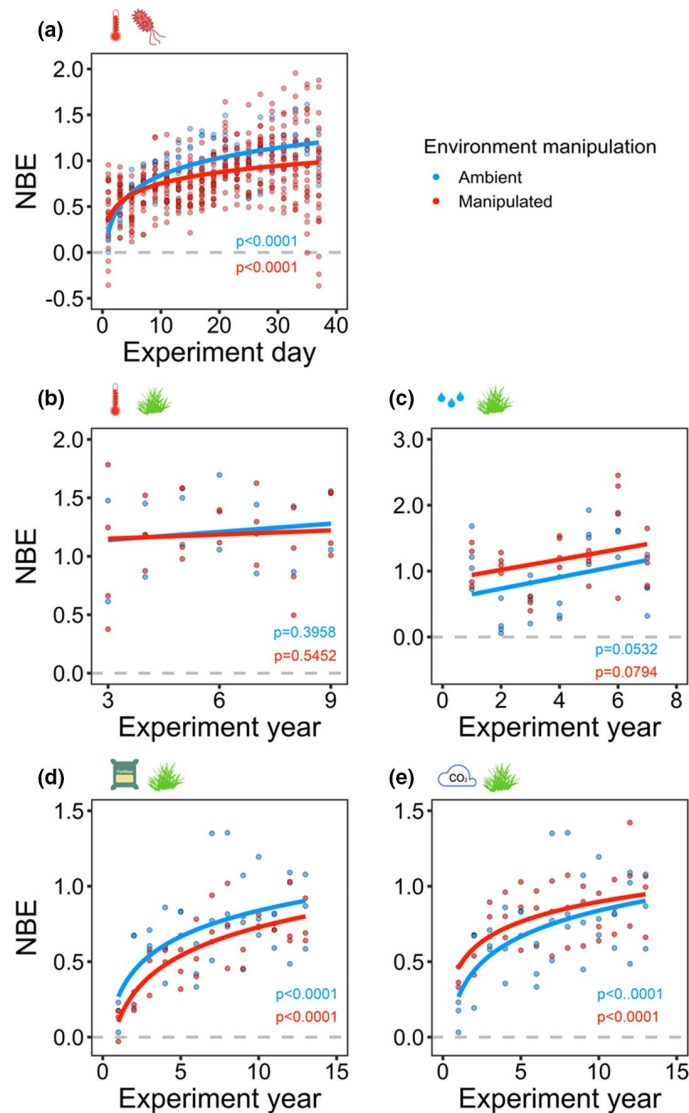 (a)
2.0
1.5
1.0
0.5
0.0
-0.5
NBE
p<0.0001
p<0.0001
0 10 20 30 40
Experiment day
Environment manipulation
Ambient
Manipulated
(b)
2.0
1.5
1.0
0.5
0.0
NBE
p=0.3958
p=0.5452
3 6 9
Experiment year
(c)
3.0
2.0
1.0
0.0
p=0.0532
p=0.0794
0 2 4 6 8
Experiment year
(d)
1.5
1.0
0.5
0.0
NBE
p<0.0001
p<0.0001
0 5 10 15
Experiment year
(e)
CO₂
1.5
1.0
0.5
0.0
p<0..0001
p<0.0001
0 5 10 15
Experiment year